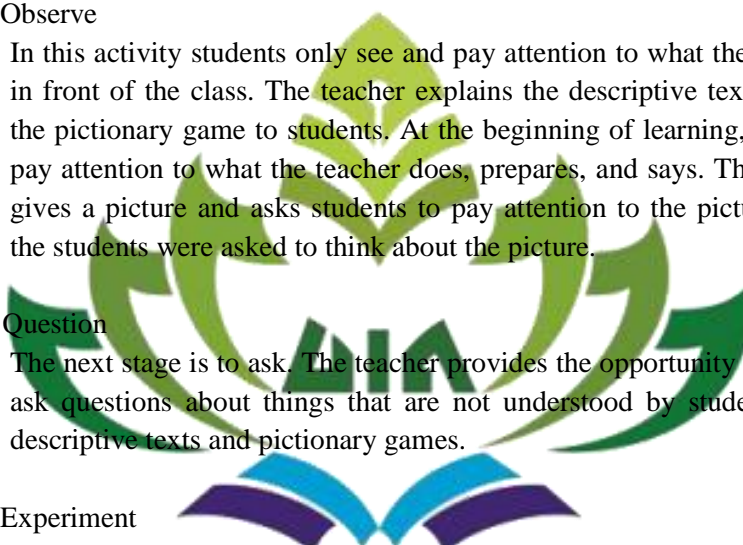 Observe
In this activity students only see and pay attention to what the
in front of the class. The teacher explains the descriptive tex
the pictionary game to students. At the beginning of learning,
pay attention to what the teacher does, prepares, and says. Th
gives a picture and asks students to pay attention to the pict
the students were asked to think about the picture.
Question
The next stage is to ask. The teacher provides the opportunity
ask questions about things that are not understood by stude
descriptive texts and pictionary games.
UIN
Experiment